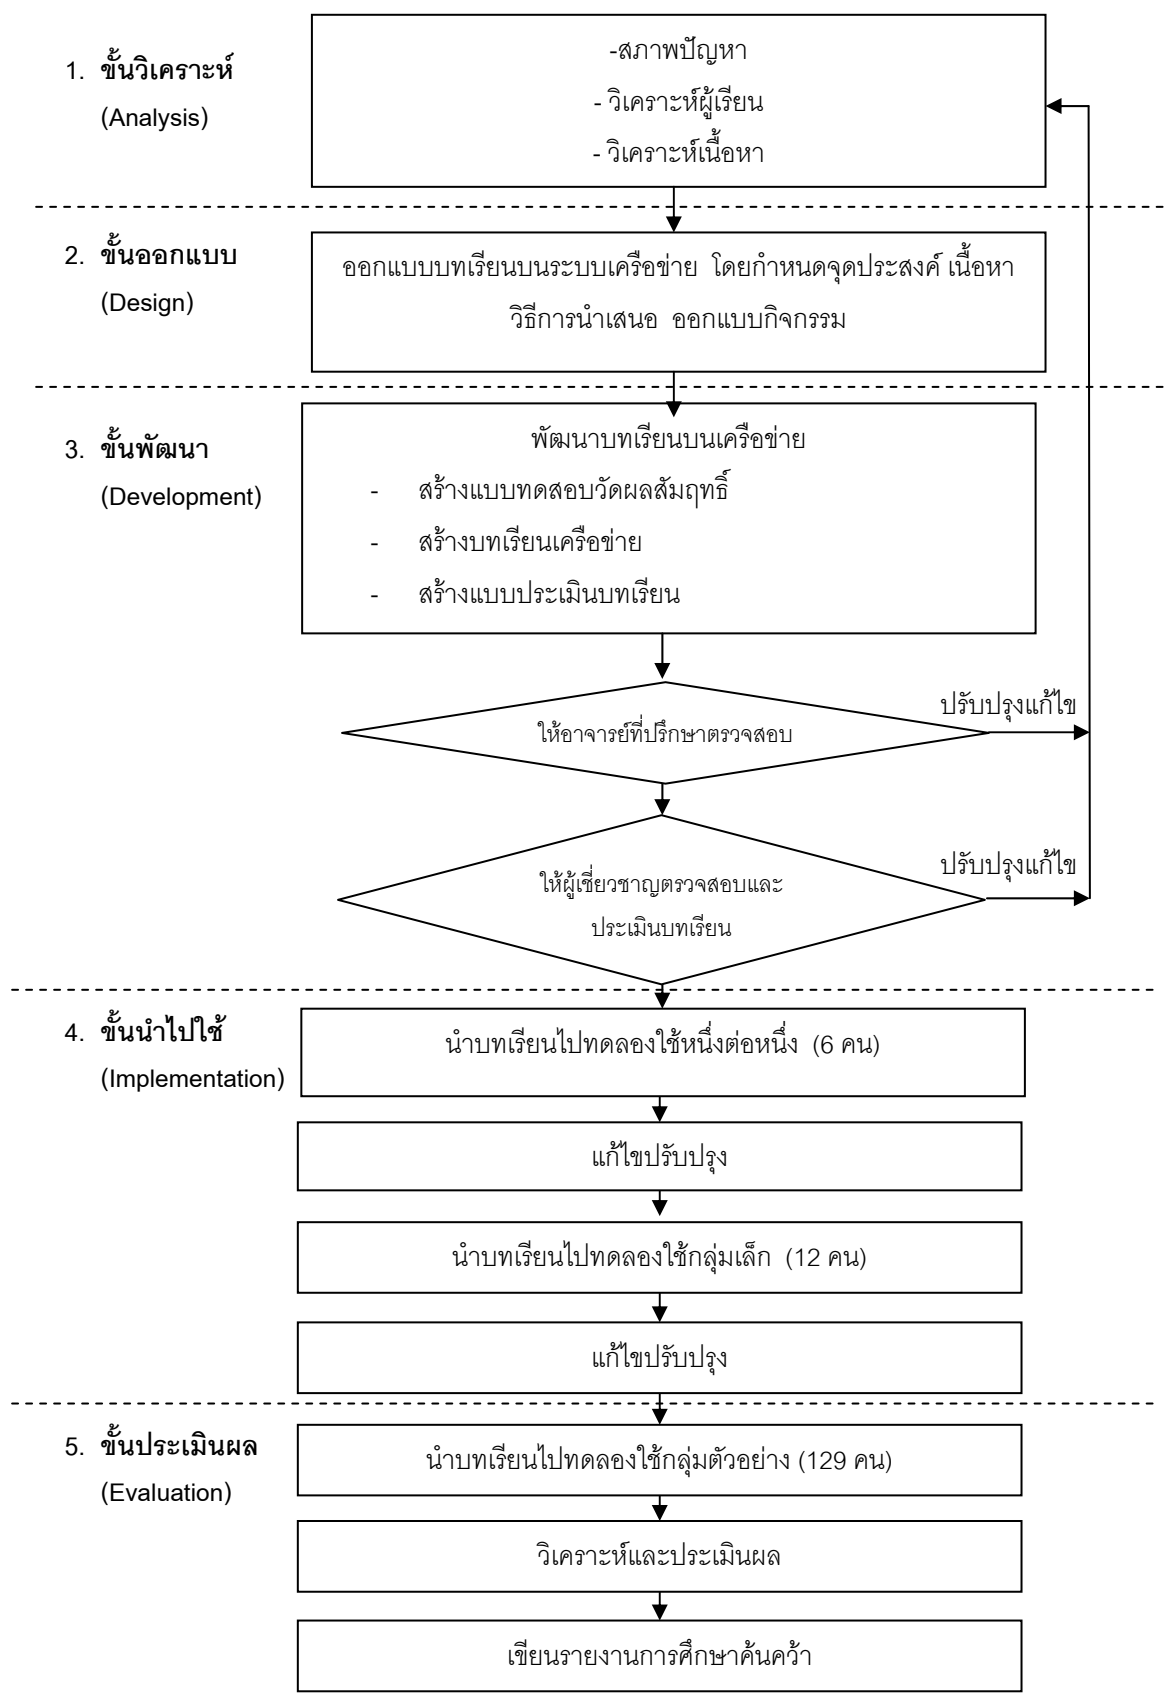 1. ขั้นวิเคราะห์
(Analysis)
-สภาพปัญหา
- วิเคราะห์ผู้เรียน
- วิเคราะห์เนื้อหา
2. ขั้นออกแบบ
(Design)
ออกแบบบทเรียนบนระบบเครือข่าย โดยกำหนดจุดประสงค์ เนื้อหา
วิธีการนำเสนอ ออกแบบกิจกรรม
3. ขั้นพัฒนา
(Development)
พัฒนาบทเรียนบนเครือข่าย
- สร้างแบบทดสอบวัดผลสัมฤทธิ์
- สร้างบทเรียนเครือข่าย
- สร้างแบบประเมินบทเรียน
ให้อาจารย์ที่ปรึกษาตรวจสอบ
ปรับปรุงแก้ไข
ให้ผู้เชี่ยวชาญตรวจสอบและ
ประเมินบทเรียน
ปรับปรุงแก้ไข
4. ขั้นนำไปใช้
(Implementation)
นำบทเรียนไปทดลองใช้หนึ่งต่อหนึ่ง (6 คน)
แก้ไขปรับปรุง
นำบทเรียนไปทดลองใช้กลุ่มเล็ก (12 คน)
แก้ไขปรับปรุง
5. ขั้นประเมินผล
(Evaluation)
นำบทเรียนไปทดลองใช้กลุ่มตัวอย่าง (129 คน)
วิเคราะห์และประเมินผล
เขียนรายงานการศึกษาค้นคว้า